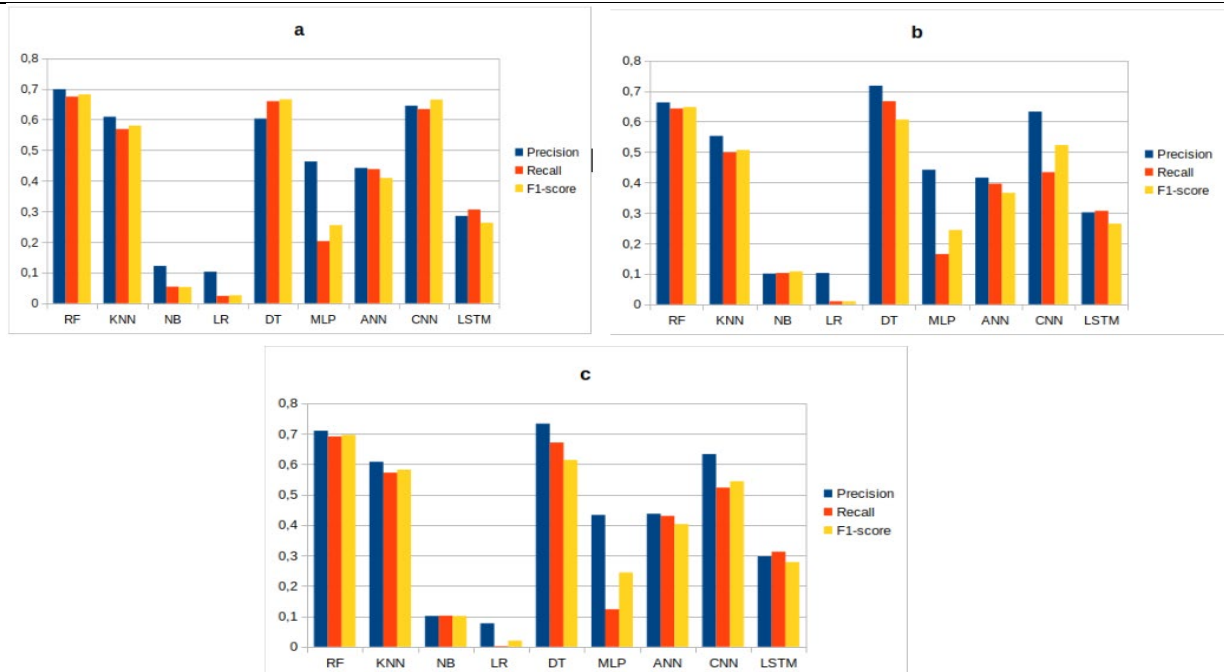 a
0,8
0,7
0,6
0,5
0,4
0,3
0,2
0,1
0
RF KNN NB LR DT MLP ANN CNN LSTM
Precision
Recall
F1-score
b
0,8
0,7
0,6
0,5
0,4
0,3
0,2
0,1
0
RF KNN NB LR DT MLP ANN CNN LSTM
Precision
Recall
F1-score
c
0,8
0,7
0,6
0,5
0,4
0,3
0,2
0,1
0
RF KNN NB LR DT MLP ANN CNN LSTM
Precision
Recall
F1-score